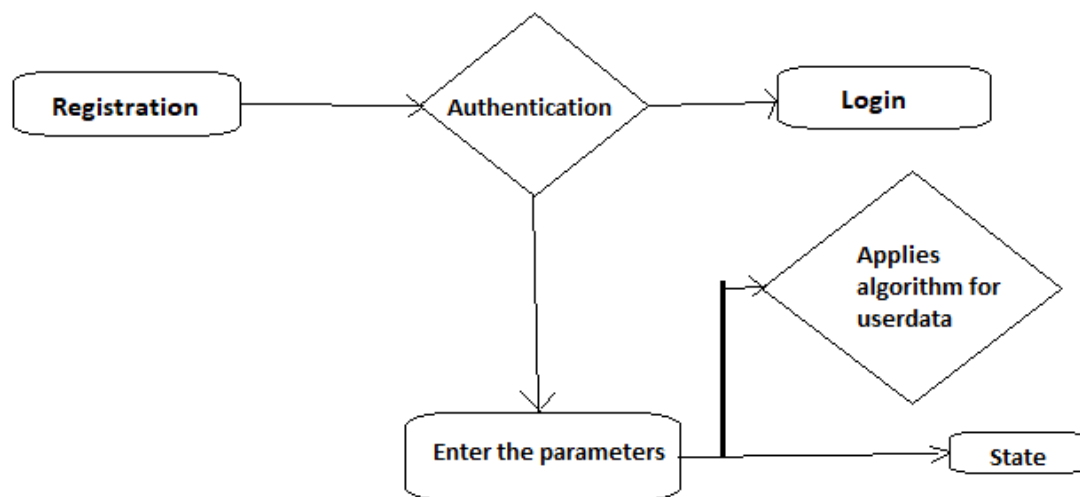 Registration
Authentication
Login
Applies
algorithm for
userdata
Enter the parameters
State